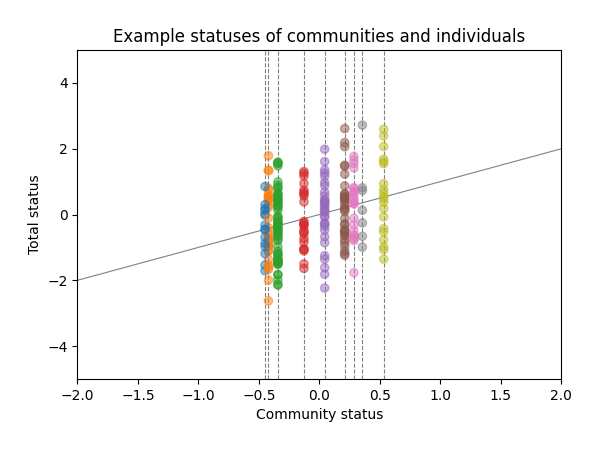 Example statuses of communities and individuals
4
2
0
−2
−4
Total status
−2.0 −1.5 −1.0 −0.5 0.0 0.5 1.0 1.5 2.0
Community status